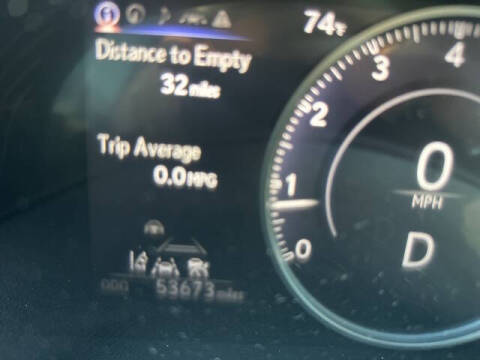 74°F
Distance to Empty
32 miles
Trip Average
0.0 MPG
ODO 53673 miles
4
3
2
1
0
0
MPH
D